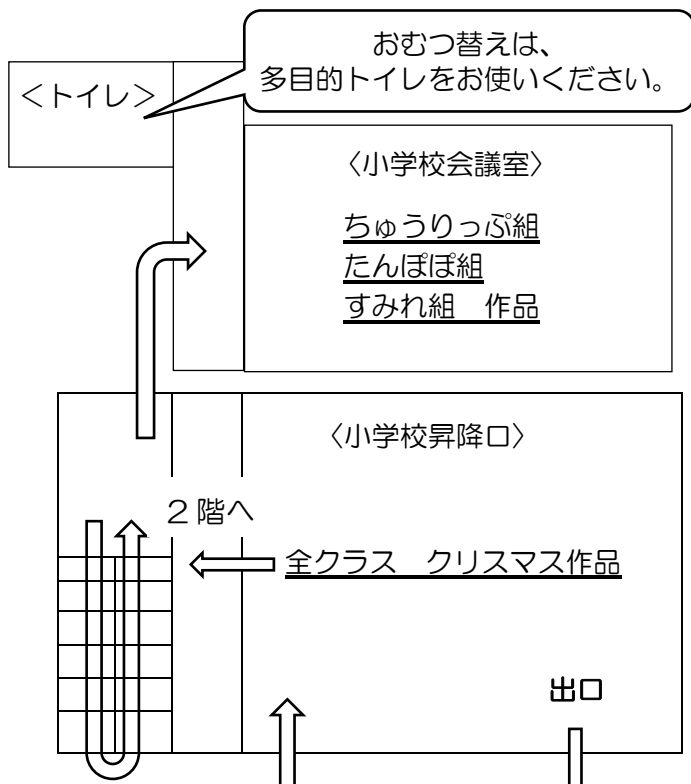 おむつ替えは、
多目的トイレをお使いください。
＜トイレ＞
〈小学校会議室〉
ちゅうりっぷ組
たんぽぽ組
すみれ組　作品
〈小学校昇降口〉
２階へ
全クラス　クリスマス作品
出口